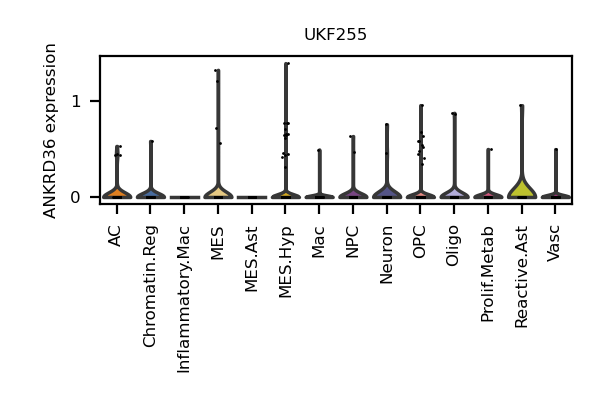 UKF255
ANKRD36 expression
1
0
AC
Chromatin.Reg
Inflammatory.Mac
MES
MES.Ast
MES.Hyp
Mac
NPC
Neuron
OPC
Oligo
Prolif.Metab
Reactive.Ast
Vasc